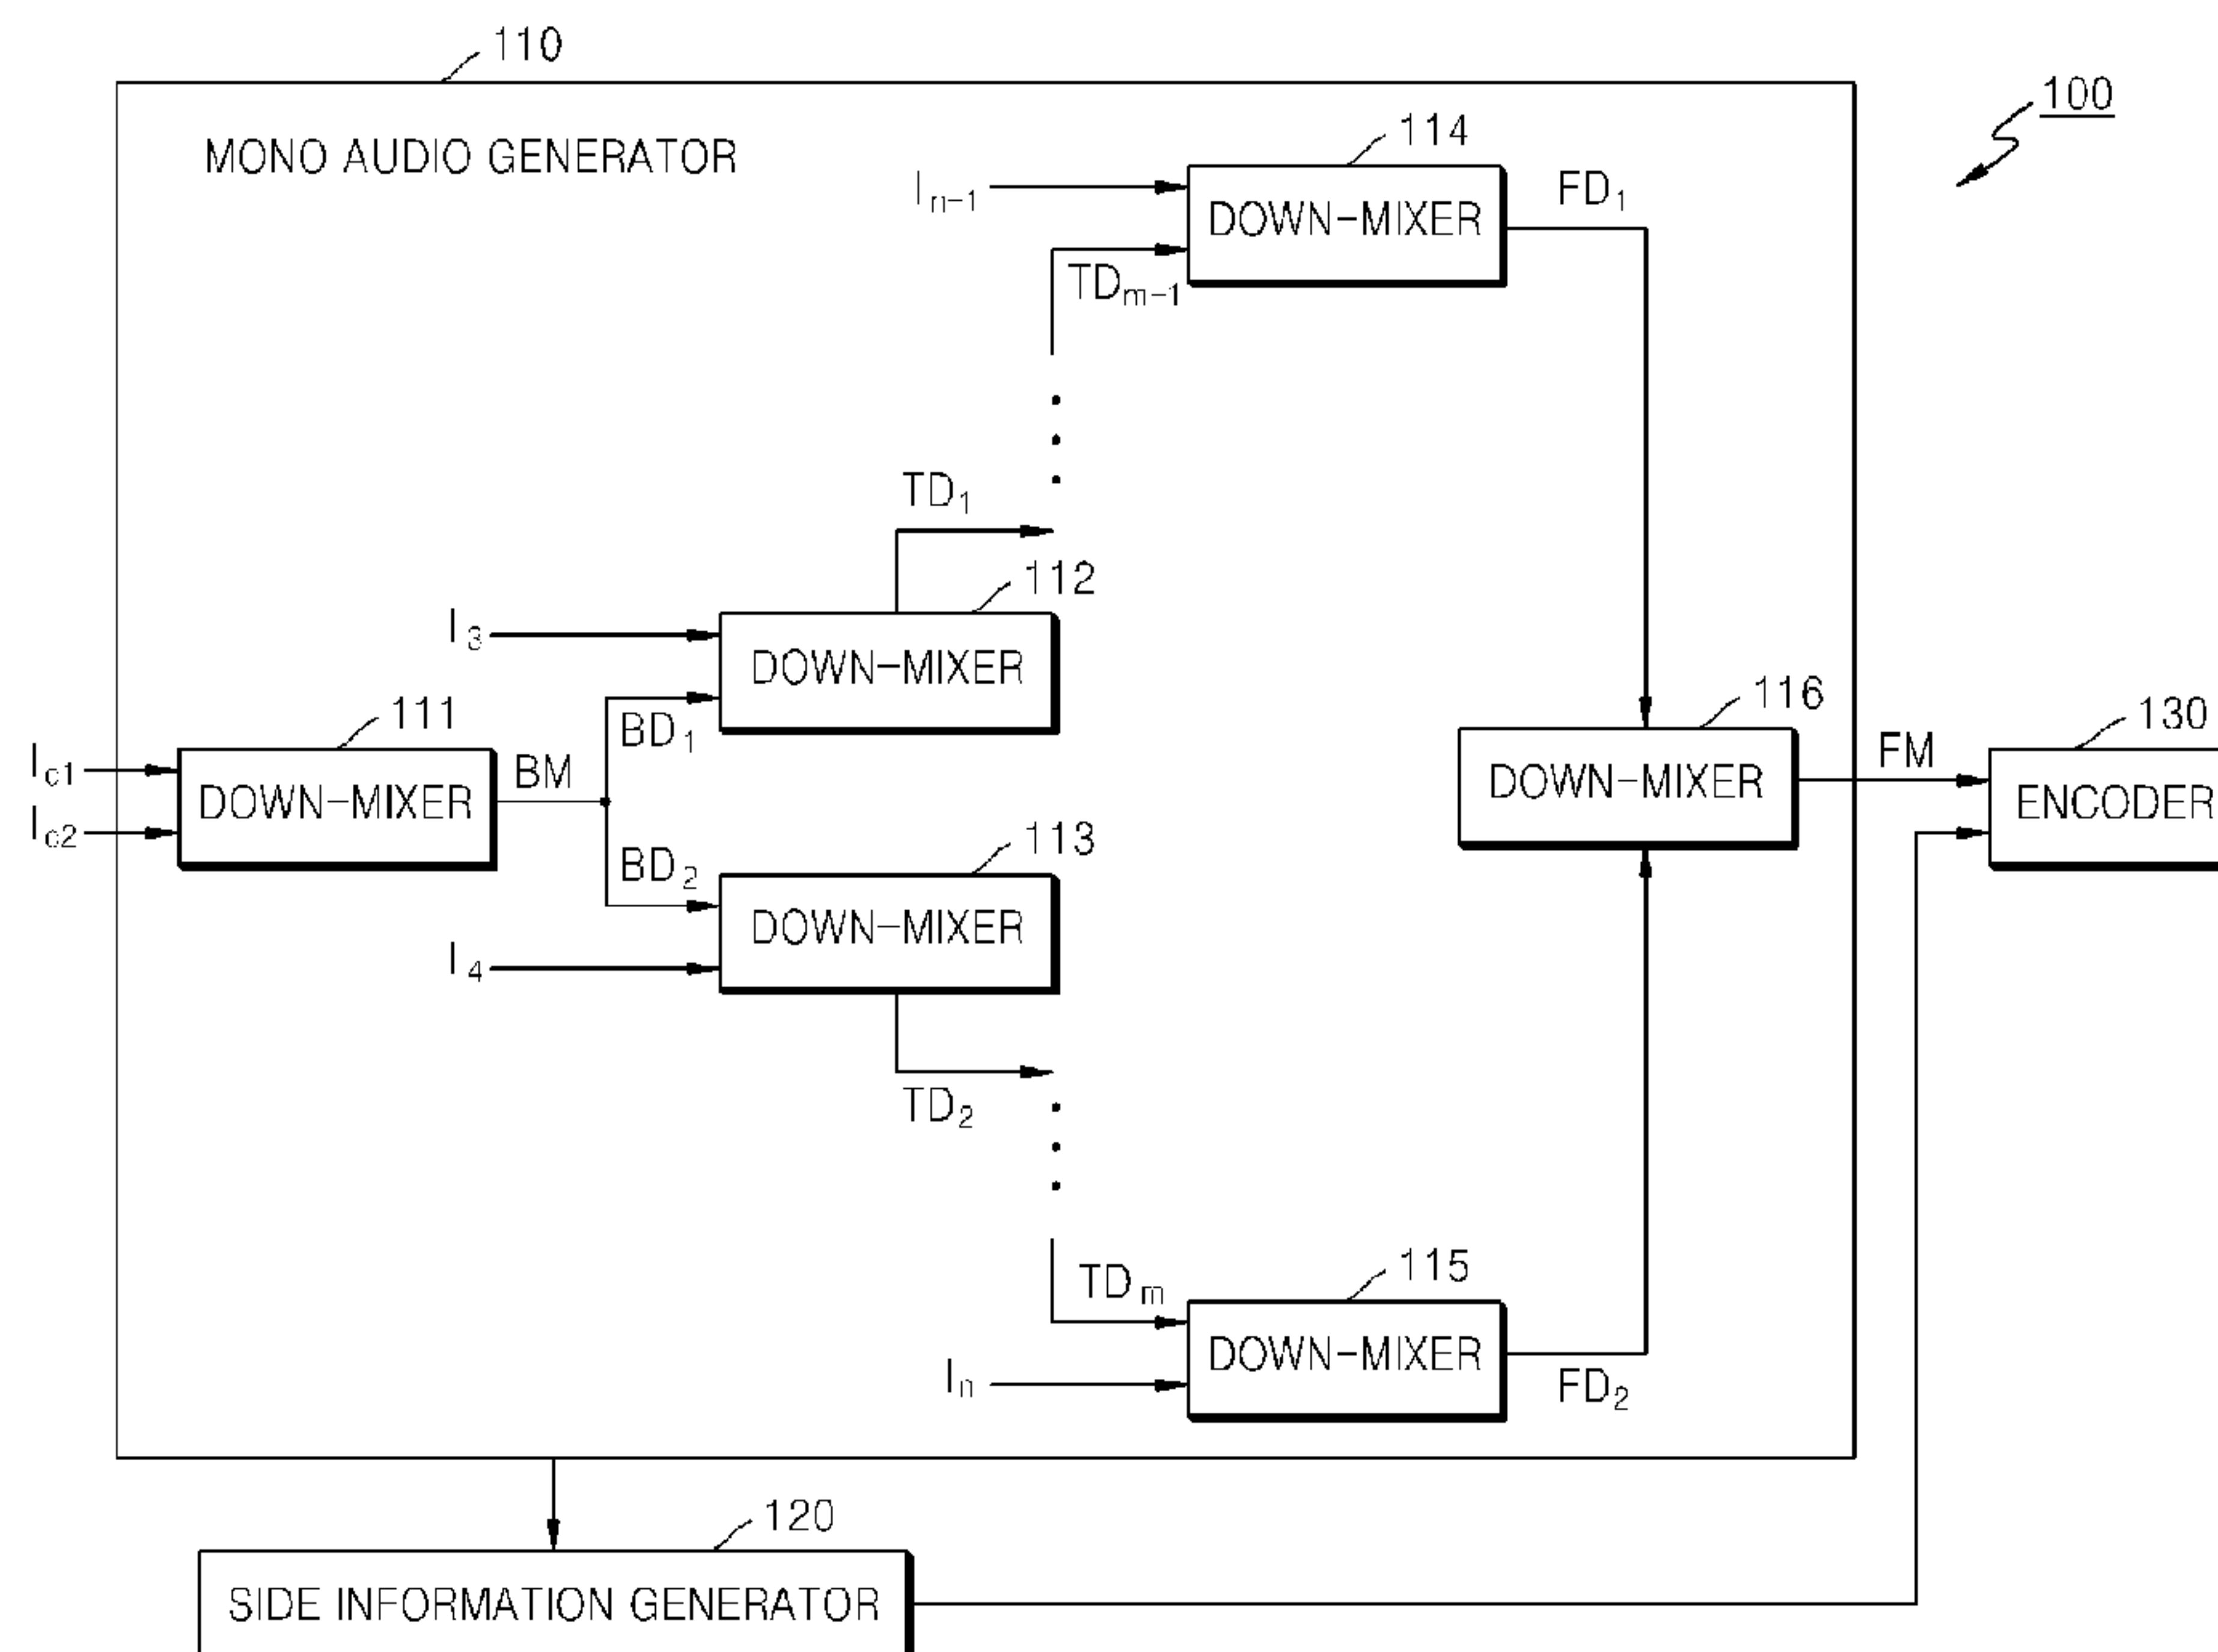 110
100
MONO AUDIO GENERATOR
114
Iₙ₋₁
DOWN-MIXER
FD₁
TDₘ₋₁
TD₁
112
I₃
DOWN-MIXER
BD₁
111
I꜀₁
I꜀₂
DOWN-MIXER
BM
116
DOWN-MIXER
FM
130
ENCODER
113
BD₂
DOWN-MIXER
I₄
TD₂
115
TDₘ
DOWN-MIXER
Iₙ
FD₂
120
SIDE INFORMATION GENERATOR